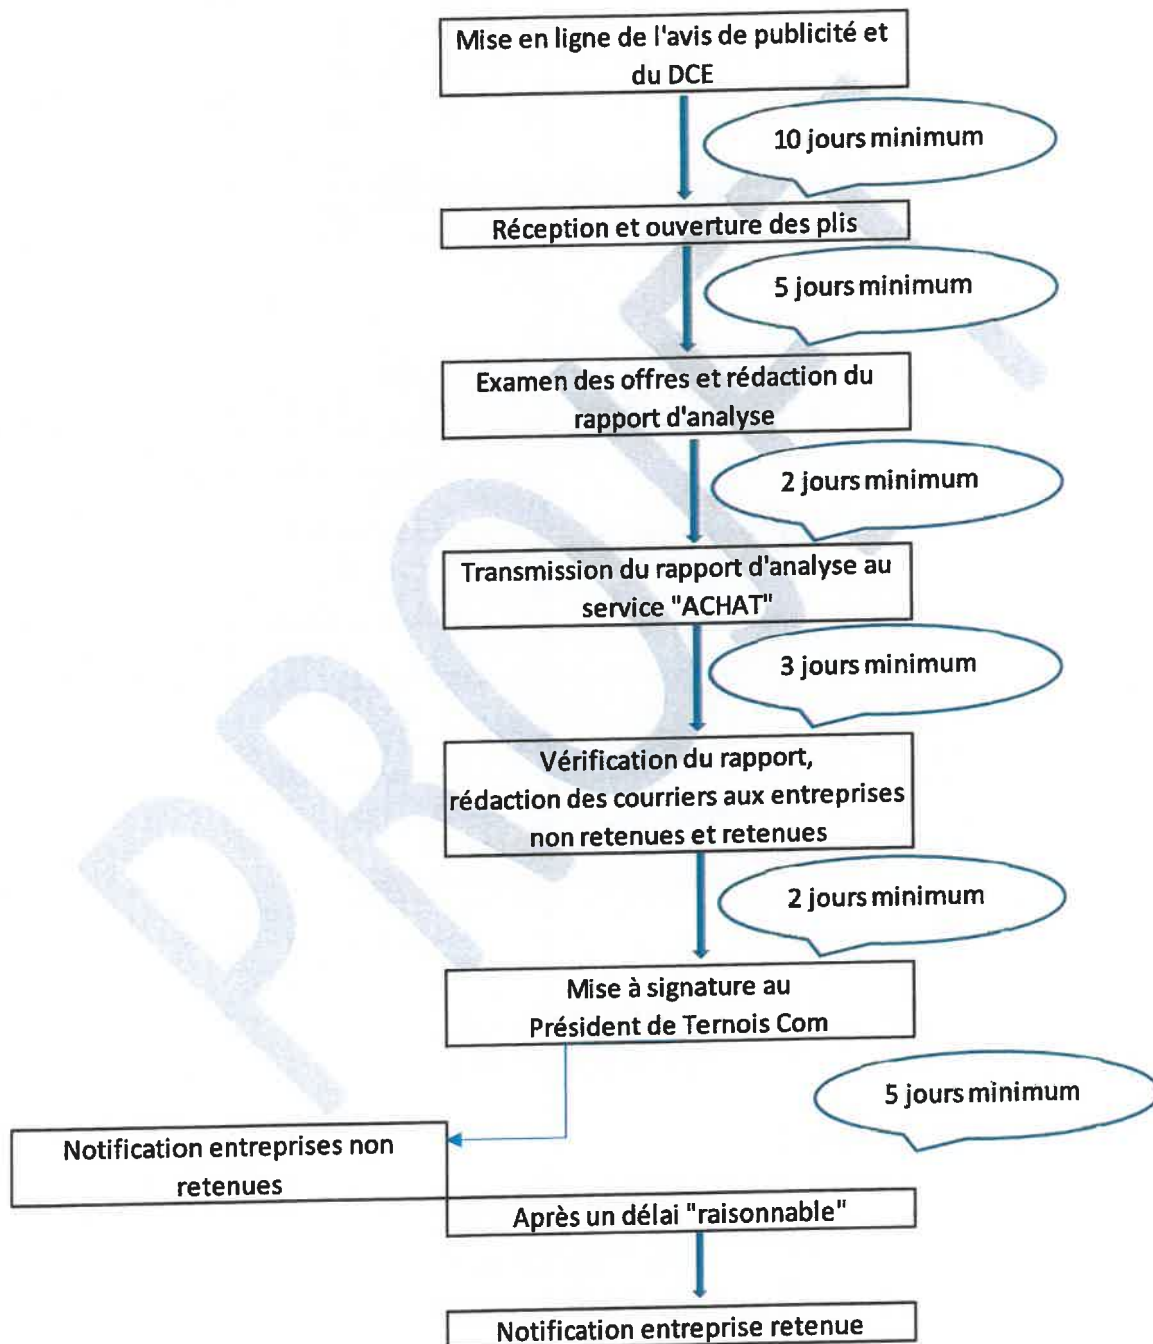 Mise en ligne de l'avis de publicité et
du DCE
10 jours minimum
Réception et ouverture des plis
5 jours minimum
Examen des offres et rédaction du
rapport d'analyse
2 jours minimum
Transmission du rapport d'analyse au
service "ACHAT"
3 jours minimum
Vérification du rapport,
rédaction des courriers aux entreprises
non retenues et retenues
2 jours minimum
Mise à signature au
Président de Ternois Com
5 jours minimum
Notification entreprises non
retenues
Après un délai "raisonnable"
Notification entreprise retenue
PROJET